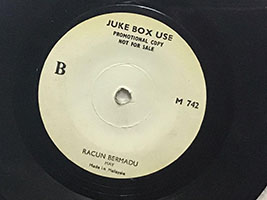 JUKE BOX USE
PROMOTIONAL COPY
NOT FOR SALE
B
M 742
RACUN BERMADU
Made in Malaysia